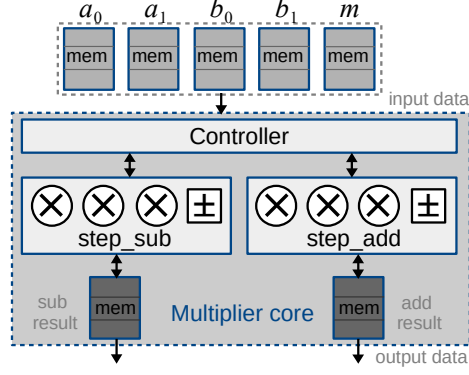 a₀ a₁ b₀ b₁ m
mem mem mem mem mem
input data
Controller
× × × ± × × × ±
step_sub step_add
sub result
mem
Multiplier core
mem
add result
output data